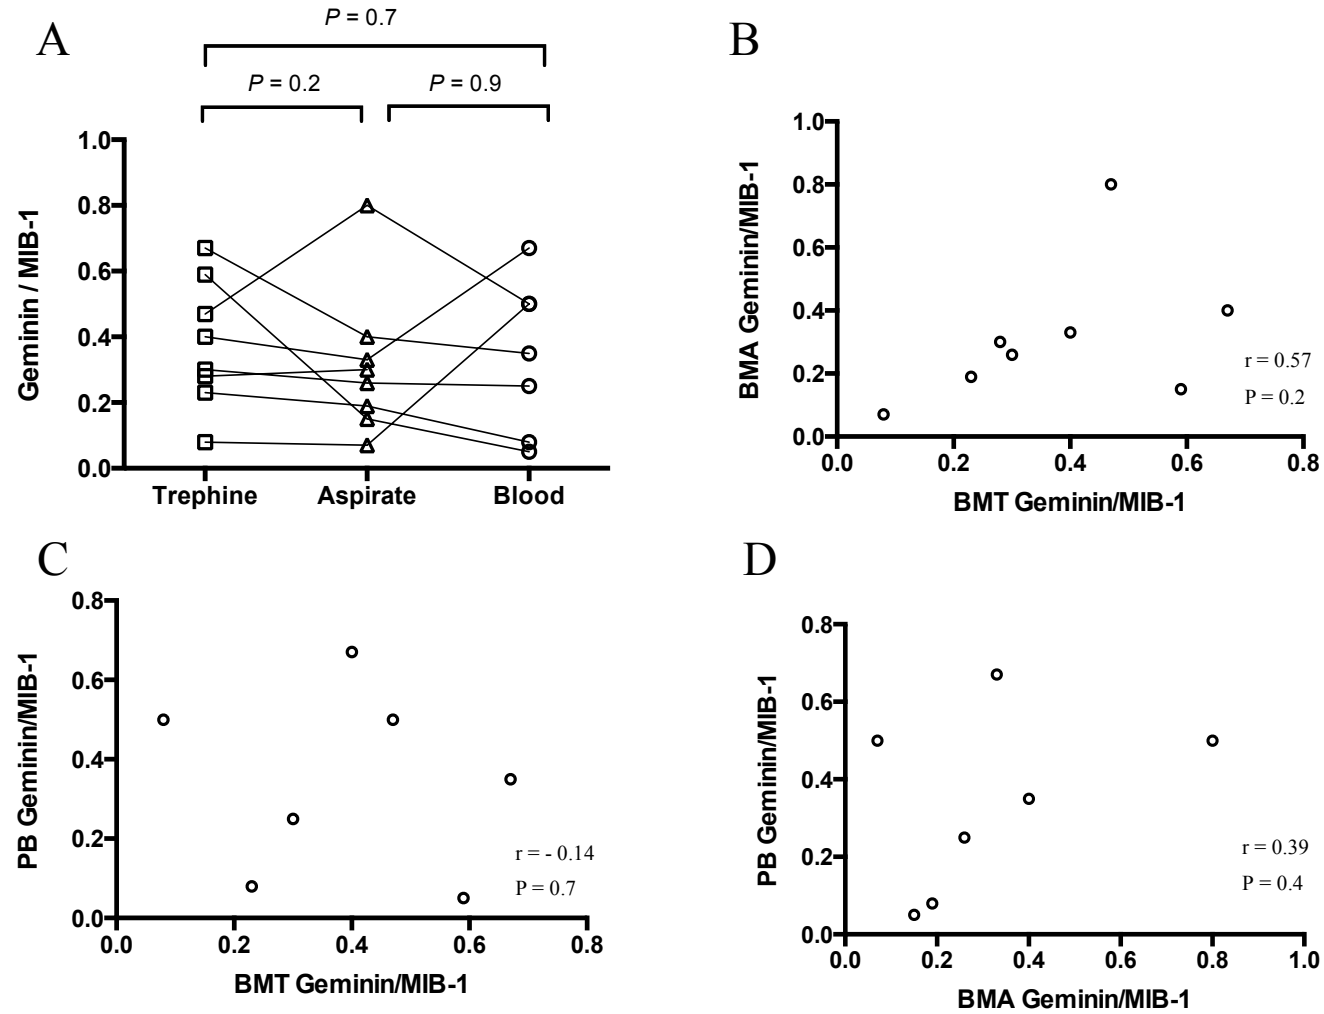 A
P = 0.7
P = 0.2
P = 0.9
Geminin / MIB-1
1.0
0.8
0.6
0.4
0.2
0.0
Trephine Aspirate Blood
B
BMA Geminin/MIB-1
1.0
0.8
0.6
0.4
0.2
0.0
r = 0.57
P = 0.2
0.0 0.2 0.4 0.6 0.8
BMT Geminin/MIB-1
C
PB Geminin/MIB-1
0.8
0.6
0.4
0.2
0.0
r = - 0.14
P = 0.7
0.0 0.2 0.4 0.6 0.8
BMT Geminin/MIB-1
D
PB Geminin/MIB-1
0.8
0.6
0.4
0.2
0.0
r = 0.39
P = 0.4
0.0 0.2 0.4 0.6 0.8 1.0
BMA Geminin/MIB-1